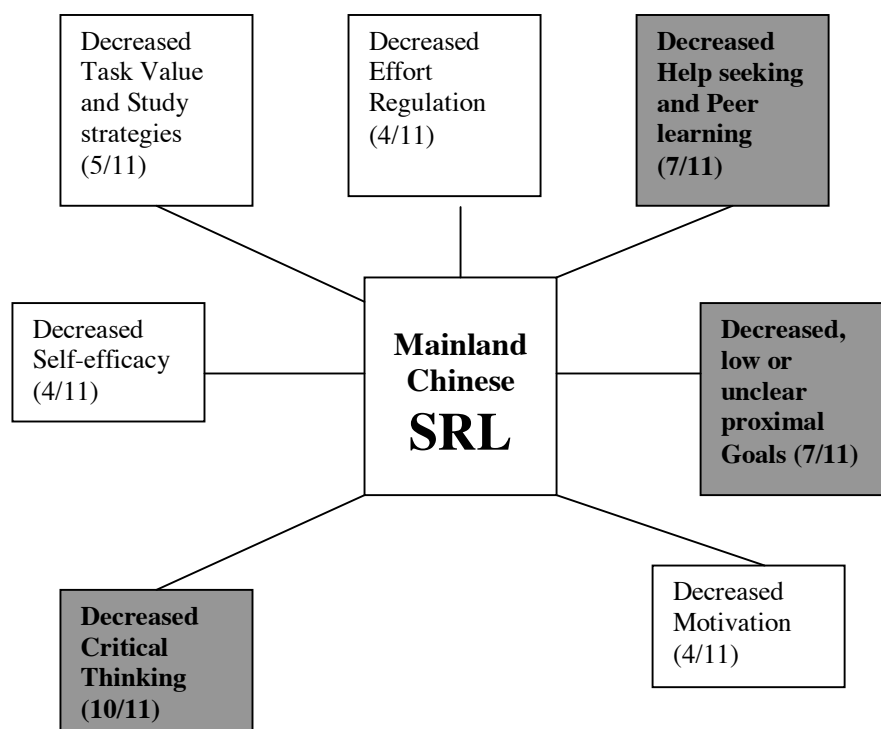 Decreased
Task Value
and Study
strategies
(5/11)
Decreased
Effort
Regulation
(4/11)
Decreased
Help seeking
and Peer
learning
(7/11)
Decreased
Self-efficacy
(4/11)
Mainland
Chinese
SRL
Decreased,
low or
unclear
proximal
Goals (7/11)
Decreased
Critical
Thinking
(10/11)
Decreased
Motivation
(4/11)